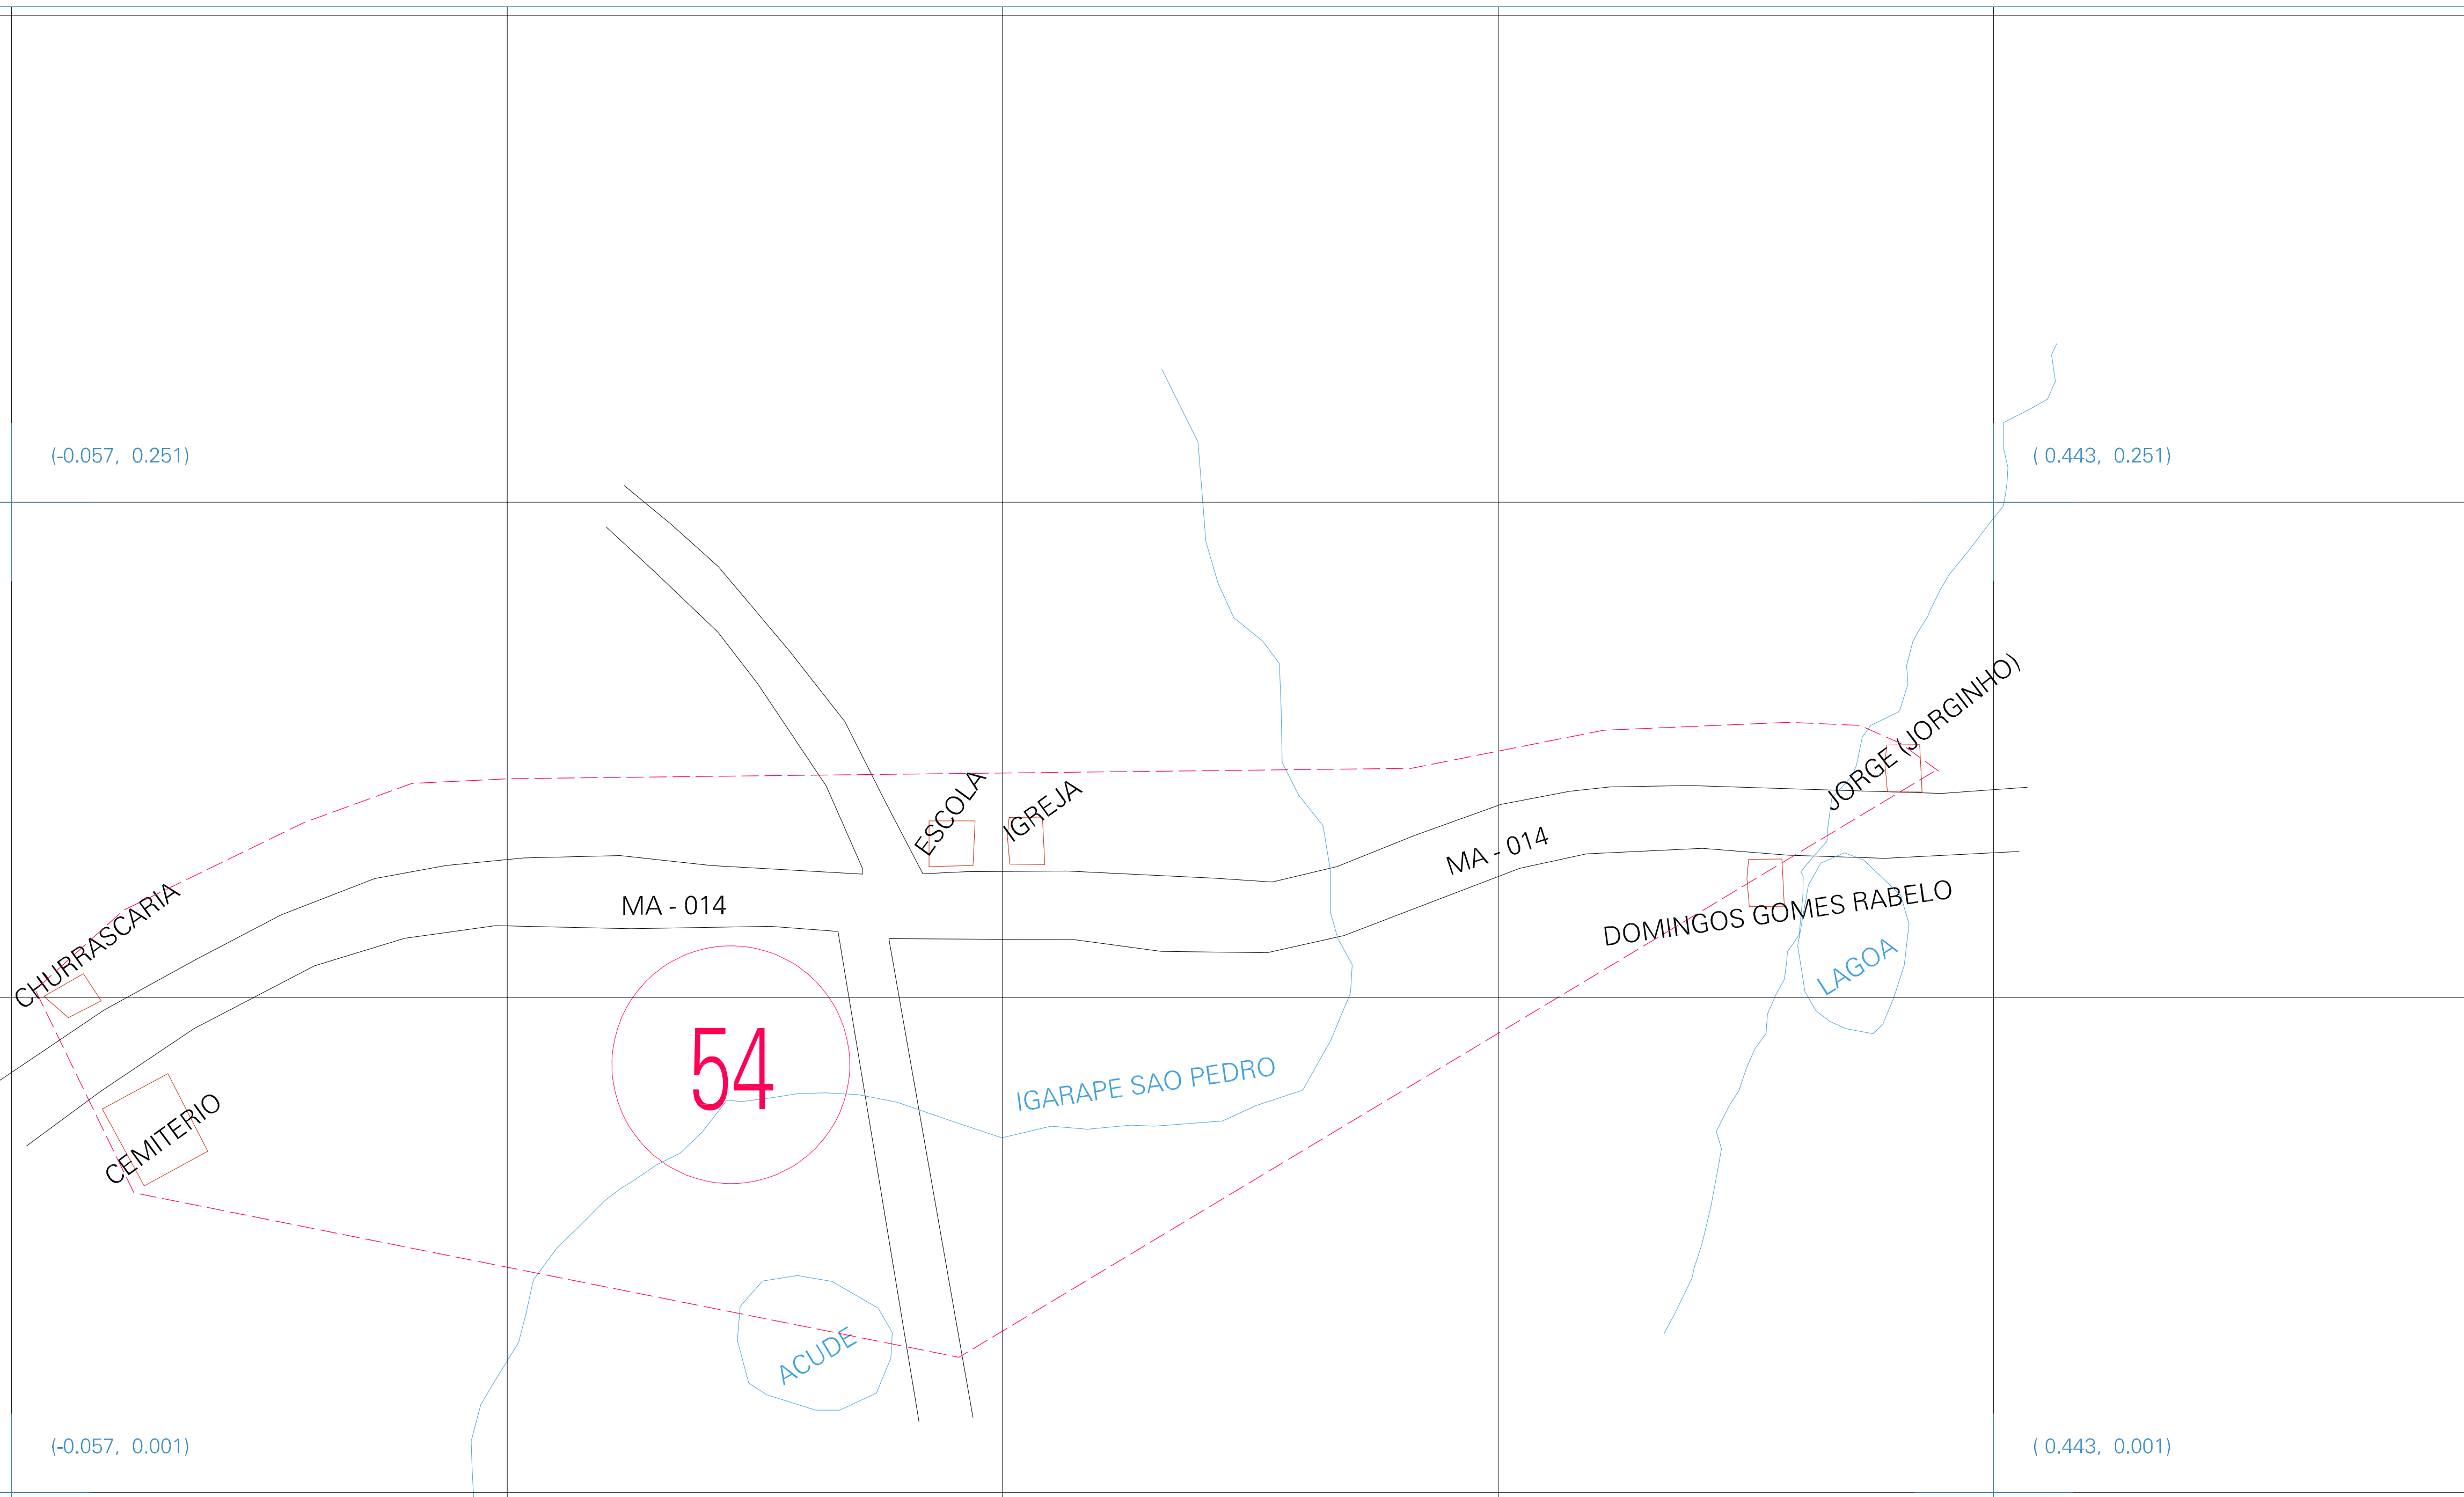 (-0.057, 0.251)
( 0.443, 0.251)
JORGE (JORGINHO)
ESCOLA
IGREJA
MA - 014
CHURRASCARIA
MA - 014
DOMINGOS GOMES RABELO
LAGOA
54
IGARAPE SAO PEDRO
CEMITERIO
ACUDE
(-0.057, 0.001)
( 0.443, 0.001)